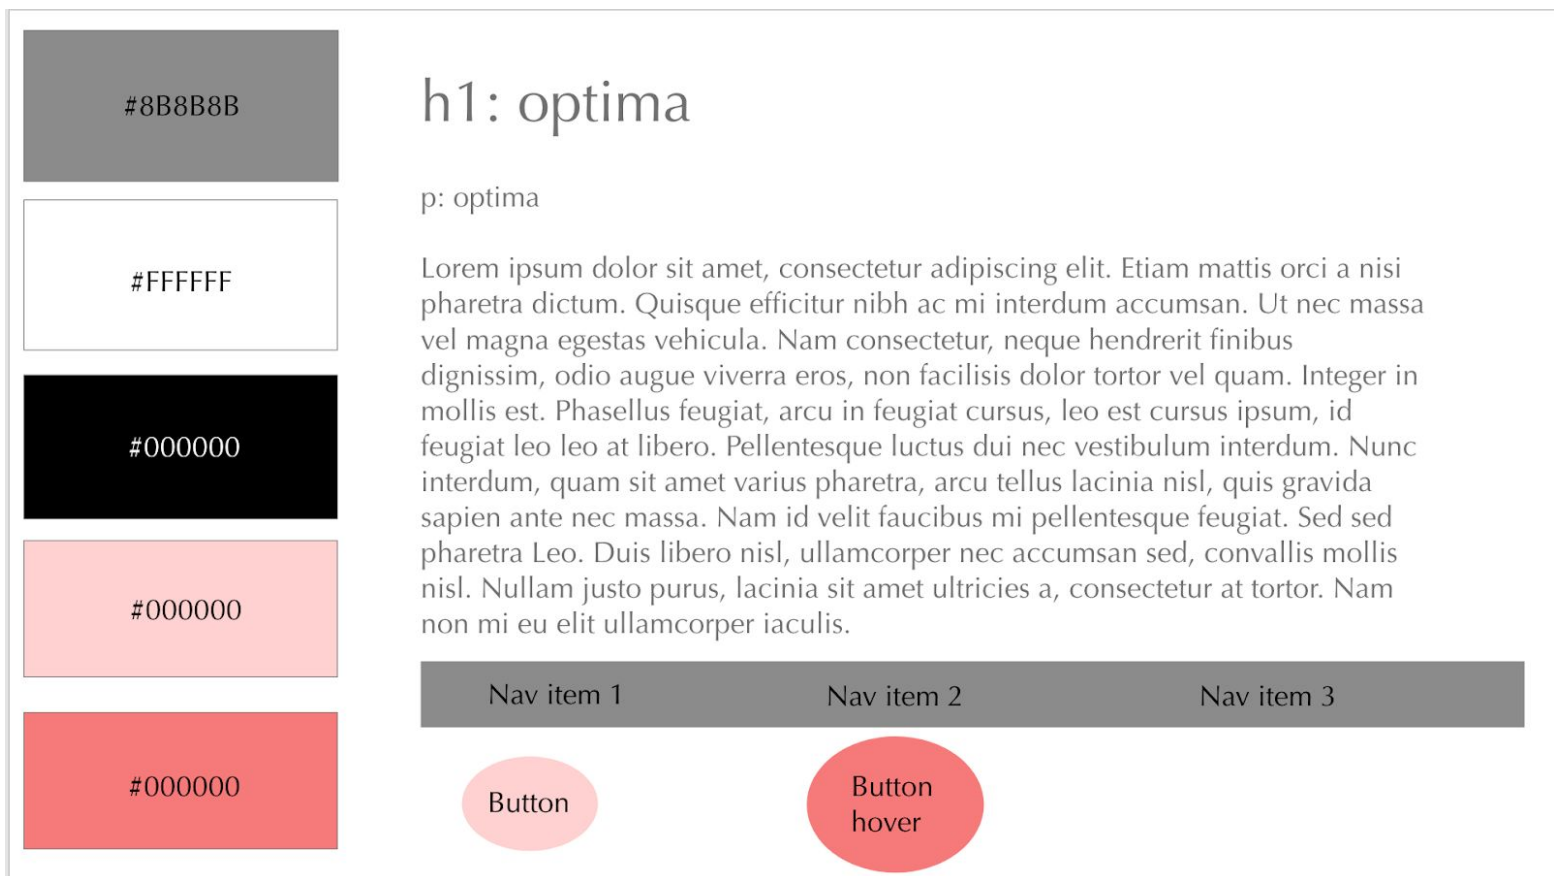 #8B8B8B
#FFFFFF
#000000
#000000
#000000
h1: optima
p: optima
Lorem ipsum dolor sit amet, consectetur adipiscing elit. Etiam mattis orci a nisi
pharetra dictum. Quisque efficitur nibh ac mi interdum accumsan. Ut nec massa
vel magna egestas vehicula. Nam consectetur, neque hendrerit finibus
dignissim, odio augue viverra eros, non facilisis dolor tortor vel quam. Integer in
mollis est. Phasellus feugiat, arcu in feugiat cursus, leo est cursus ipsum, id
feugiat leo leo at libero. Pellentesque luctus dui nec vestibulum interdum. Nunc
interdum, quam sit amet varius pharetra, arcu tellus lacinia nisl, quis gravida
sapien ante nec massa. Nam id velit faucibus mi pellentesque feugiat. Sed sed
pharetra Leo. Duis libero nisl, ullamcorper nec accumsan sed, convallis mollis
nisl. Nullam justo purus, lacinia sit amet ultricies a, consectetur at tortor. Nam
non mi eu elit ullamcorper iaculis.
Nav item 1 Nav item 2 Nav item 3
Button
Button
hover